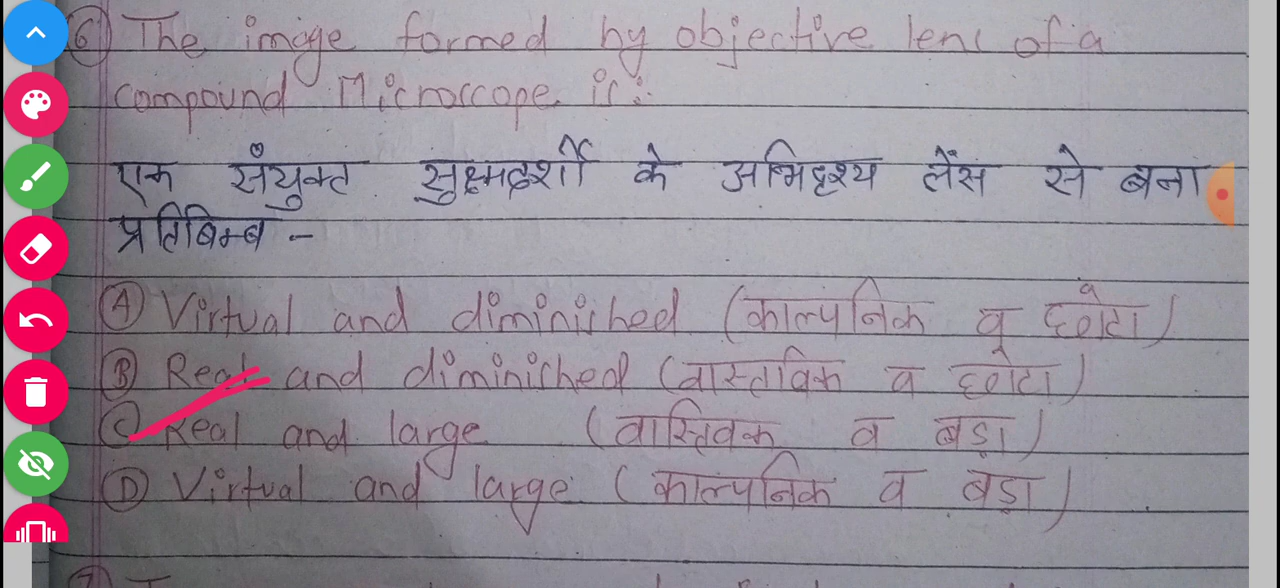 6 The image formed by objective lens of a
compound Microscope is:
एक संयुक्त सुक्ष्मदर्शी के अभिदृश्य लेंस से बना
प्रतिबिम्ब -
A Virtual and diminished (काल्पनिक व छोटा)
B Real and diminished (वास्तविक व छोटा)
C Real and large (वास्तिवक व बड़ा)
D Virtual and large (काल्पनिक व बड़ा)